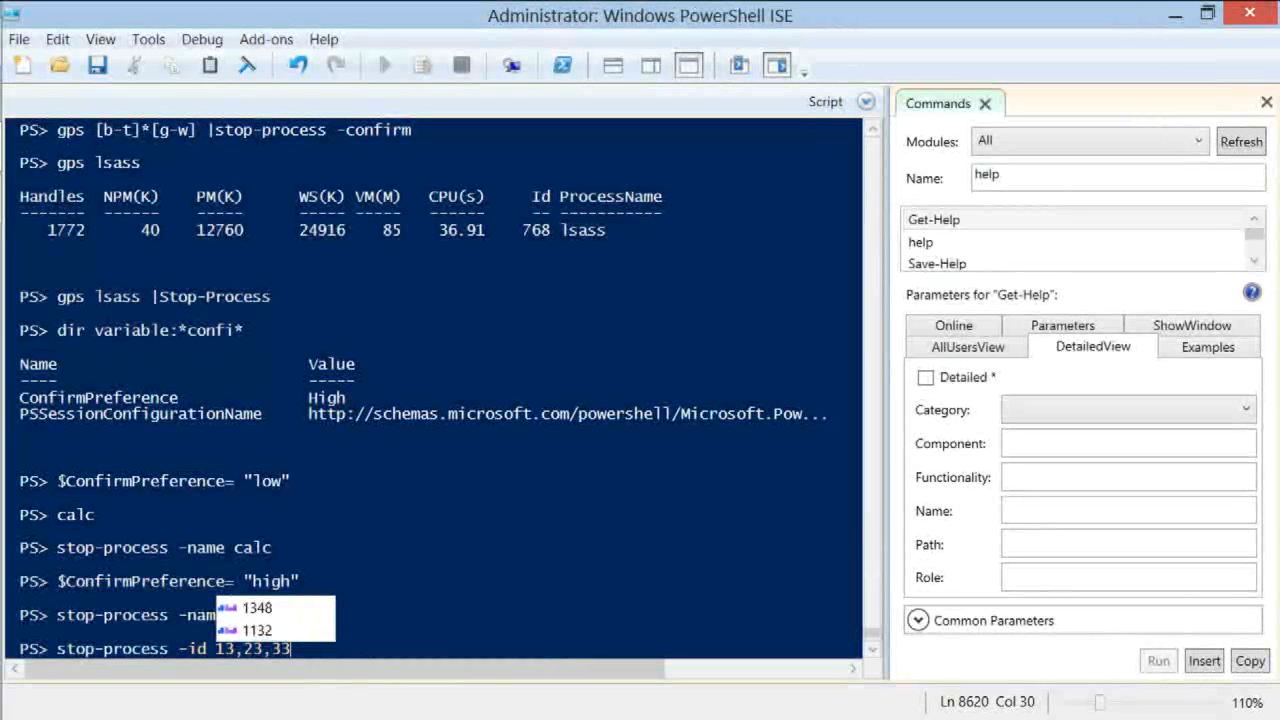 Administrator: Windows PowerShell ISE
File Edit View Tools Debug Add-ons Help
Script
PS> gps [b-t]*[g-w] |stop-process -confirm
PS> gps lsass
Handles NPM(K) PM(K) WS(K) VM(M) CPU(s) Id ProcessName
------- ------ ----- ----- ----- ------ -- -----------
1772 40 12760 24916 85 36.91 768 lsass
PS> gps lsass |Stop-Process
PS> dir variable:*confi*
Name Value
---- -----
ConfirmPreference High
PSSessionConfigurationName http://schemas.microsoft.com/powershell/Microsoft.Pow...
PS> $ConfirmPreference= "low"
PS> calc
PS> stop-process -name calc
PS> $ConfirmPreference= "high"
PS> stop-process -nam
1348
1132
PS> stop-process -id 13,23,33
Commands
Modules: All Refresh
Name: help
Get-Help
help
Save-Help
Parameters for "Get-Help":
Online Parameters ShowWindow
AllUsersView DetailedView Examples
Detailed *
Category:
Component:
Functionality:
Name:
Path:
Role:
Common Parameters
Run Insert Copy
Ln 8620 Col 30 110%